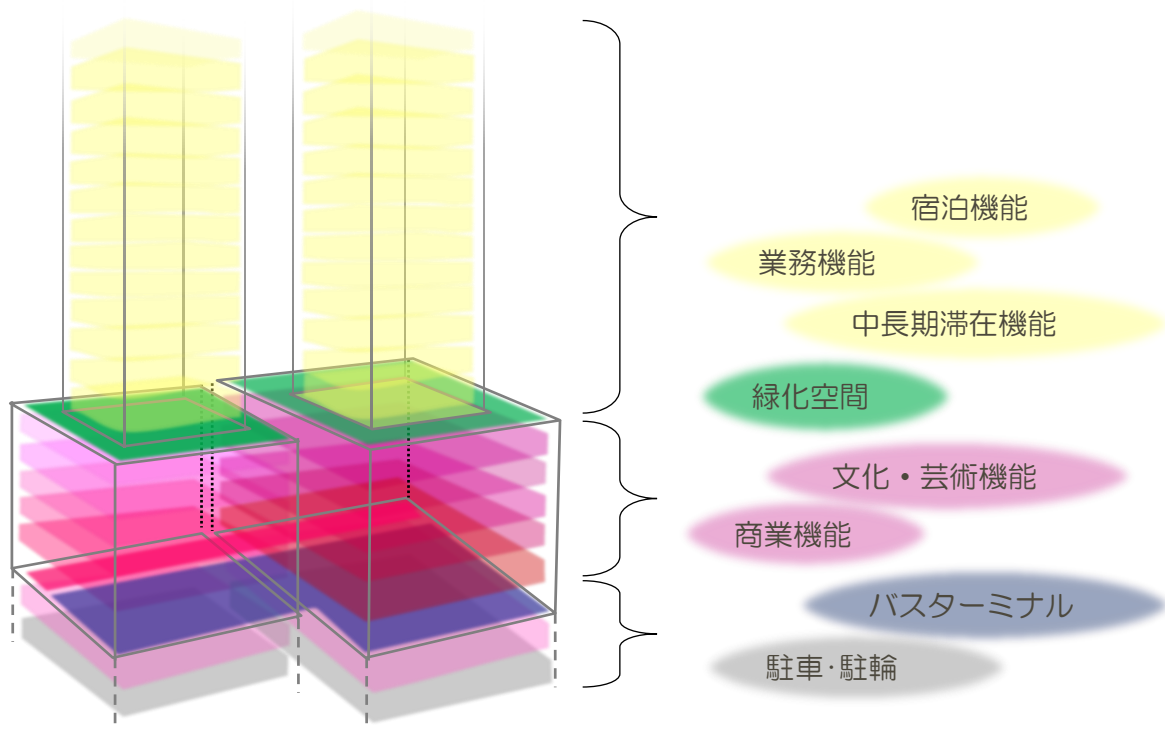 宿泊機能
業務機能
中長期滞在機能
緑化空間
文化・芸術機能
商業機能
バスターミナル
駐車・駐輪